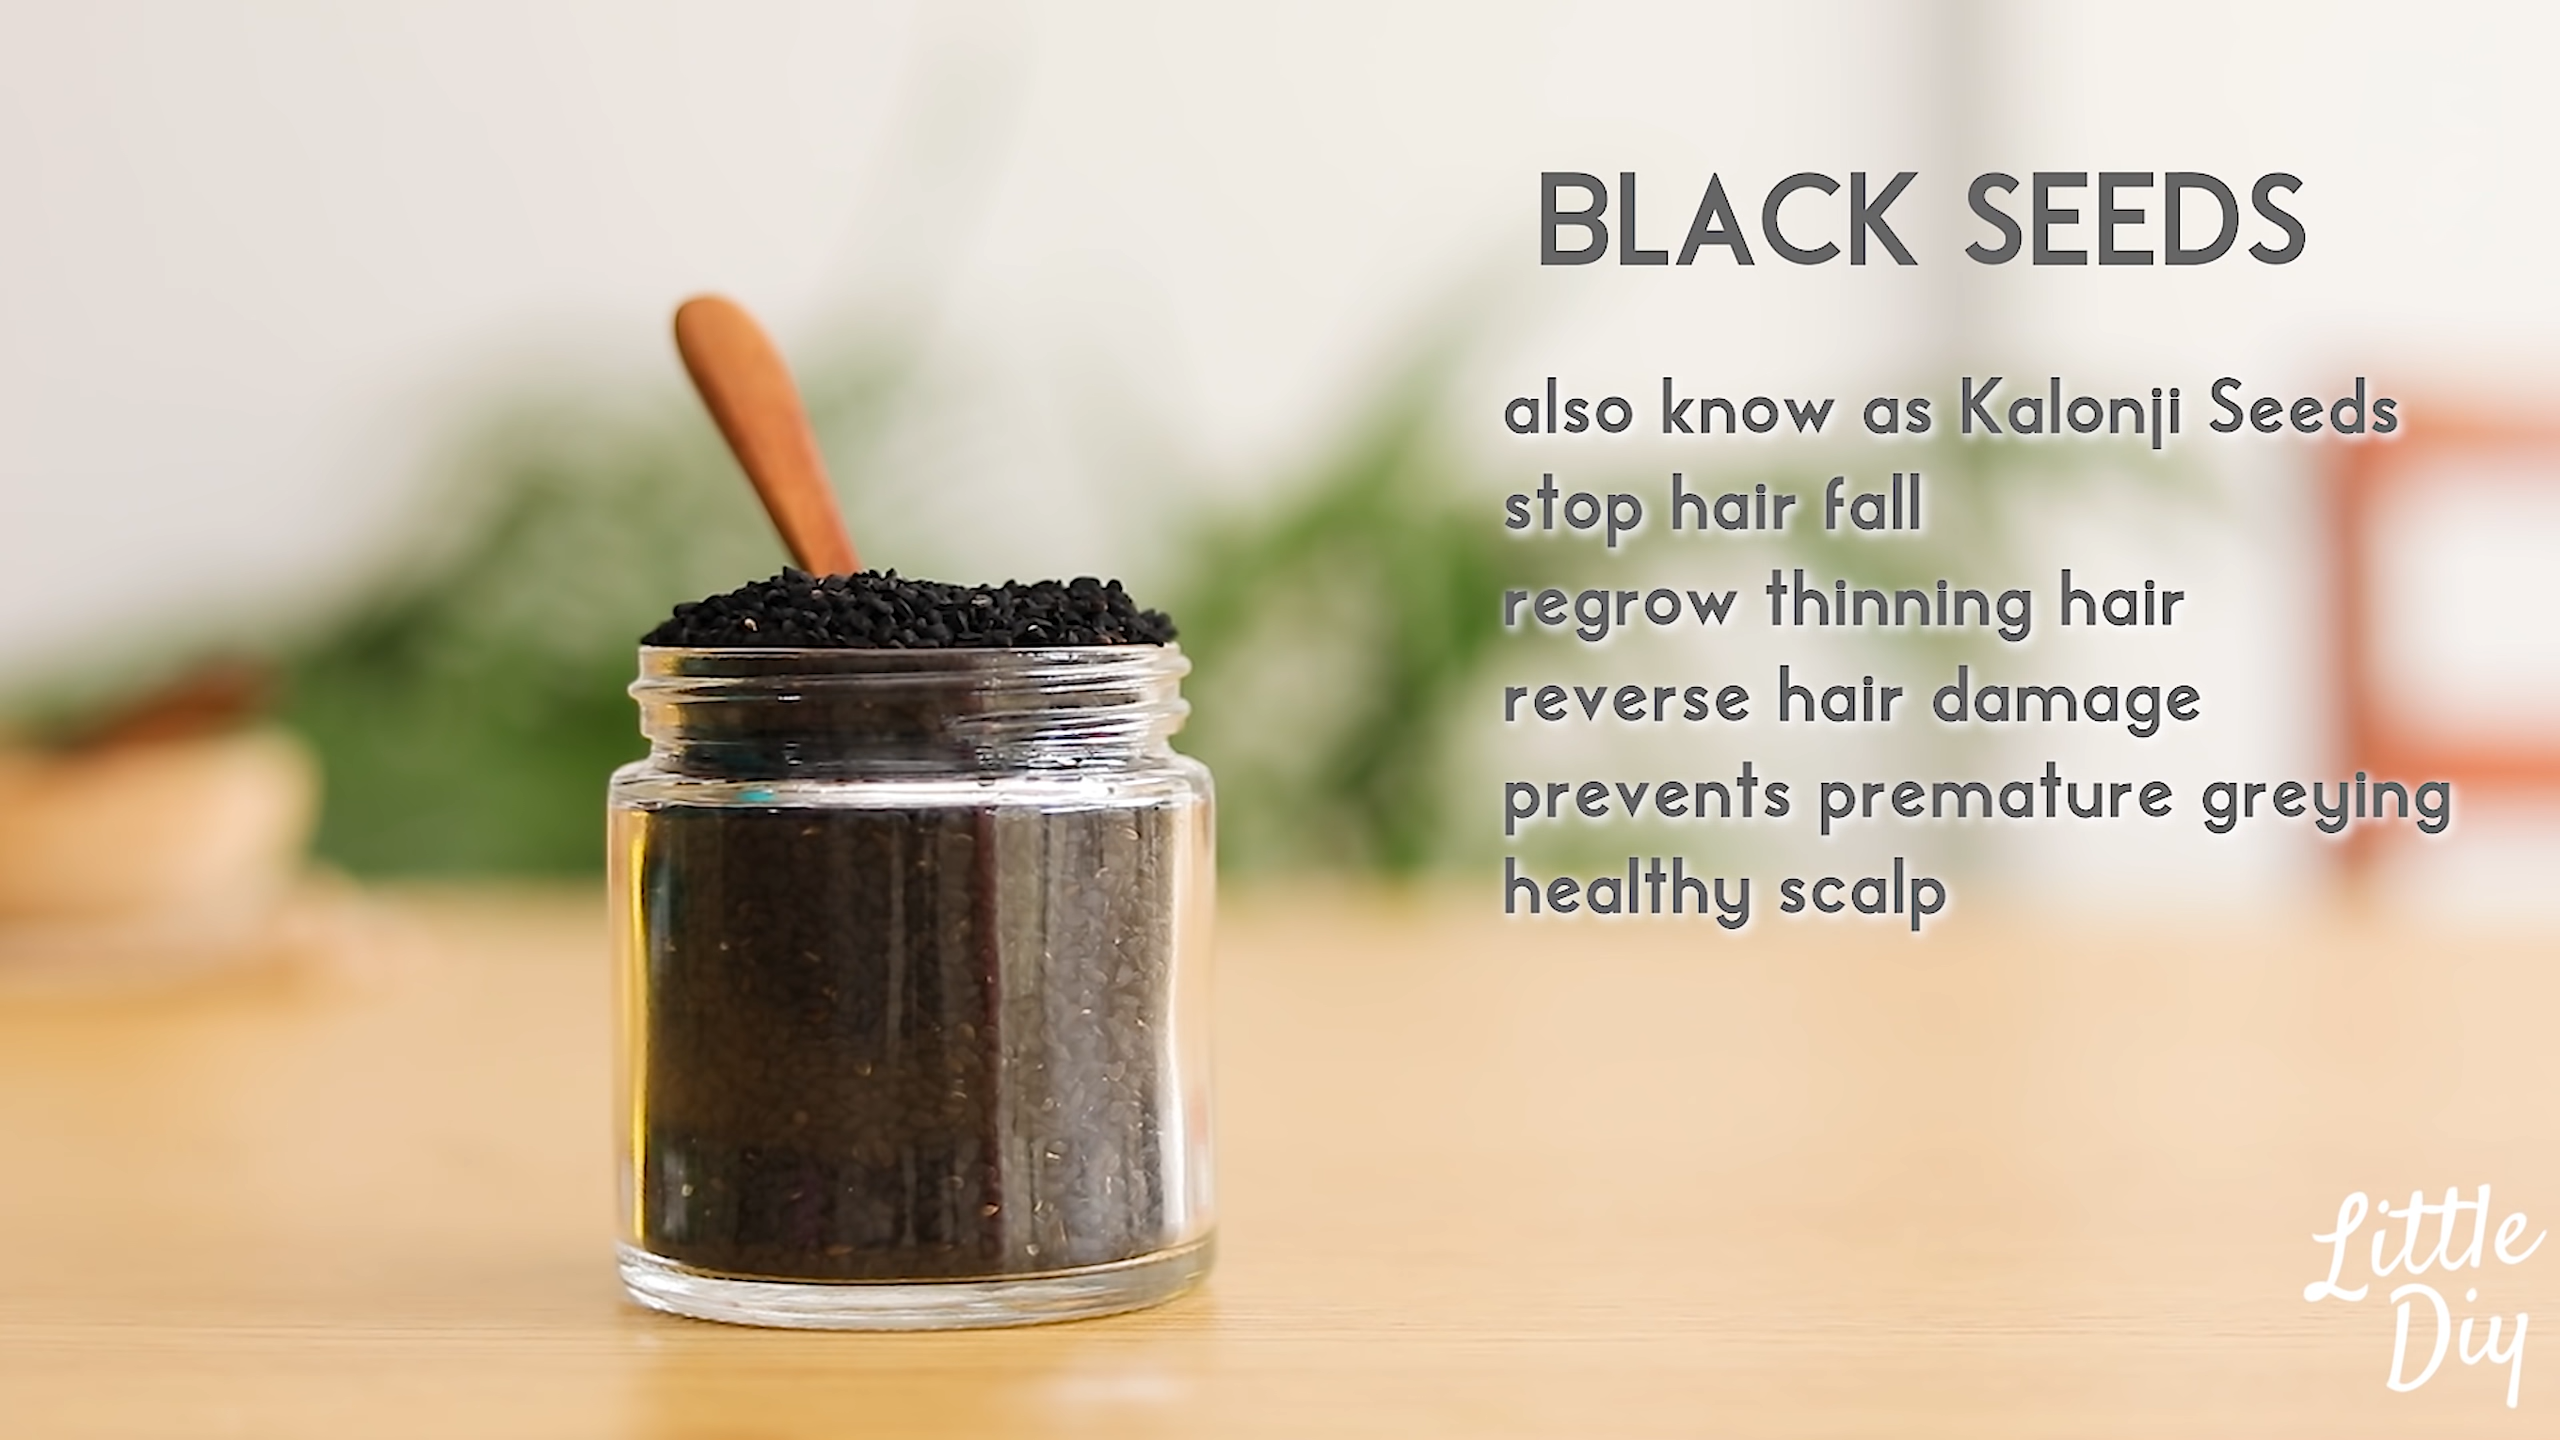 BLACK SEEDS
also know as Kalonji Seeds
stop hair fall
regrow thinning hair
reverse hair damage
prevents premature greying
healthy scalp
Little
Diy